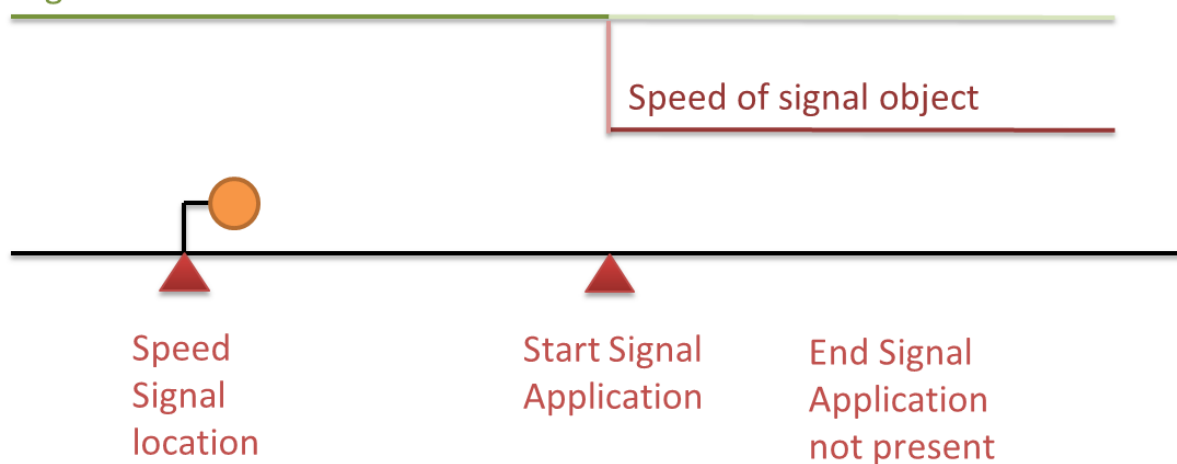 Speed of signal object
Speed
Signal
location
Start Signal
Application
End Signal
Application
not present